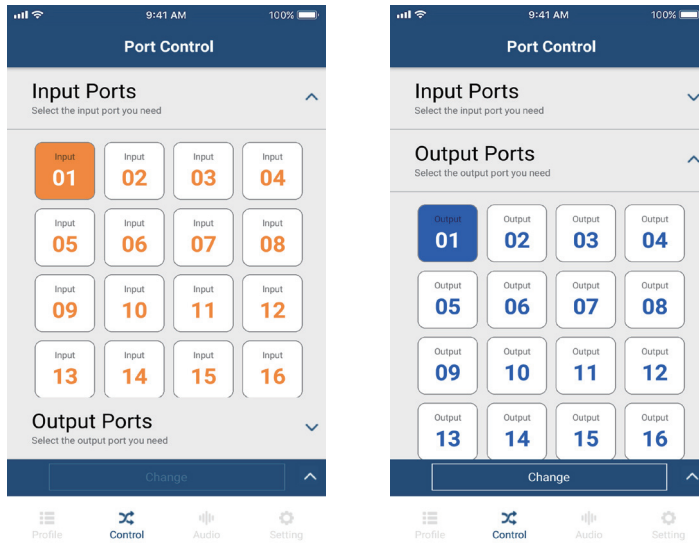 9:41 AM 100%
Port Control
Input Ports
Select the input port you need
Input Input Input Input
01 02 03 04
Input Input Input Input
05 06 07 08
Input Input Input Input
09 10 11 12
Input Input Input Input
13 14 15 16
Output Ports
Select the output port you need
Change
Profile Control Audio Setting
9:41 AM 100%
Port Control
Input Ports
Select the input port you need
Output Ports
Select the output port you need
Output Output Output Output
01 02 03 04
Output Output Output Output
05 06 07 08
Output Output Output Output
09 10 11 12
Output Output Output Output
13 14 15 16
Change
Profile Control Audio Setting